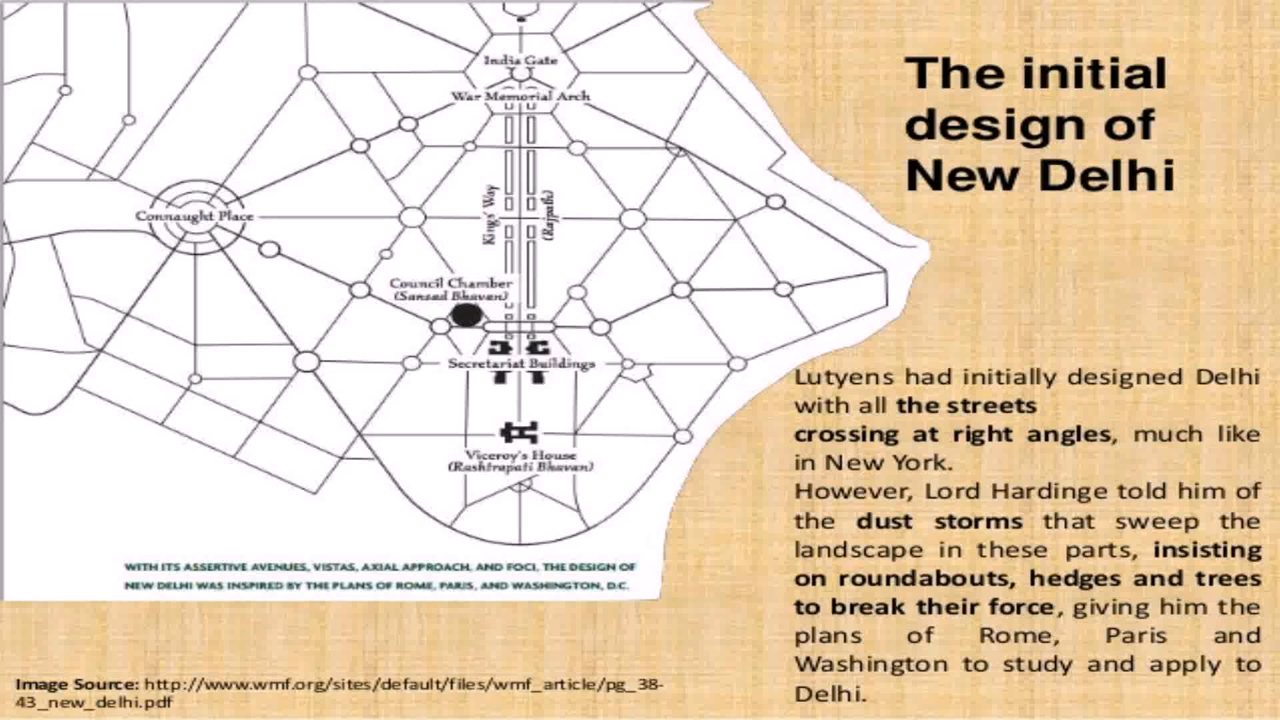 The initial
design of
New Delhi
India Gate
War Memorial Arch
Connaught Place
Kings' Way
(Rajpath)
Council Chamber
(Sansad Bhavan)
Secretariat Buildings
Viceroy's House
(Rashtrapati Bhavan)
WITH ITS ASSERTIVE AVENUES, VISTAS, AXIAL APPROACH, AND FOCI, THE DESIGN OF
NEW DELHI WAS INSPIRED BY THE PLANS OF ROME, PARIS, AND WASHINGTON, D.C.
Lutyens had initially designed Delhi
with all the streets
crossing at right angles, much like
in New York.
However, Lord Hardinge told him of
the dust storms that sweep the
landscape in these parts, insisting
on roundabouts, hedges and trees
to break their force, giving him the
plans of Rome, Paris and
Washington to study and apply to
Delhi.
Image Source: http://www.wmf.org/sites/default/files/wmf_article/pg_38-
43_new_delhi.pdf